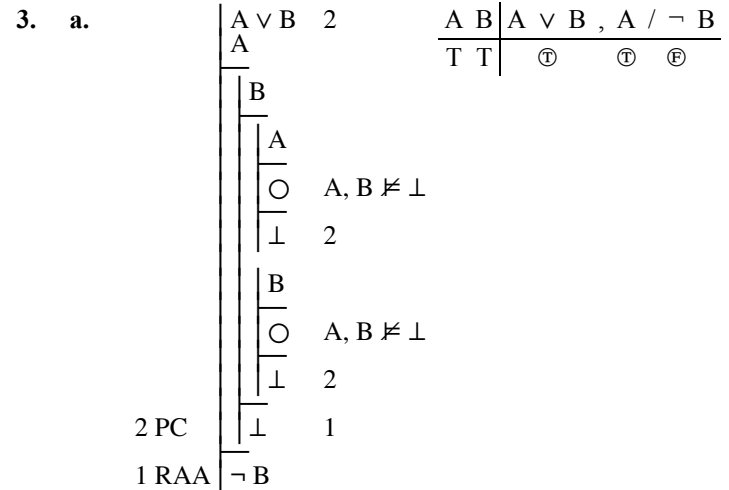 3. a. A ∨ B 2
A
B
A
○ A, B ⊭ ⊥
⊥ 2
B
○ A, B ⊭ ⊥
⊥ 2
2 PC ⊥ 1
1 RAA ¬ B
A B A ∨ B , A / ¬ B
T T Ⓣ Ⓣ Ⓕ